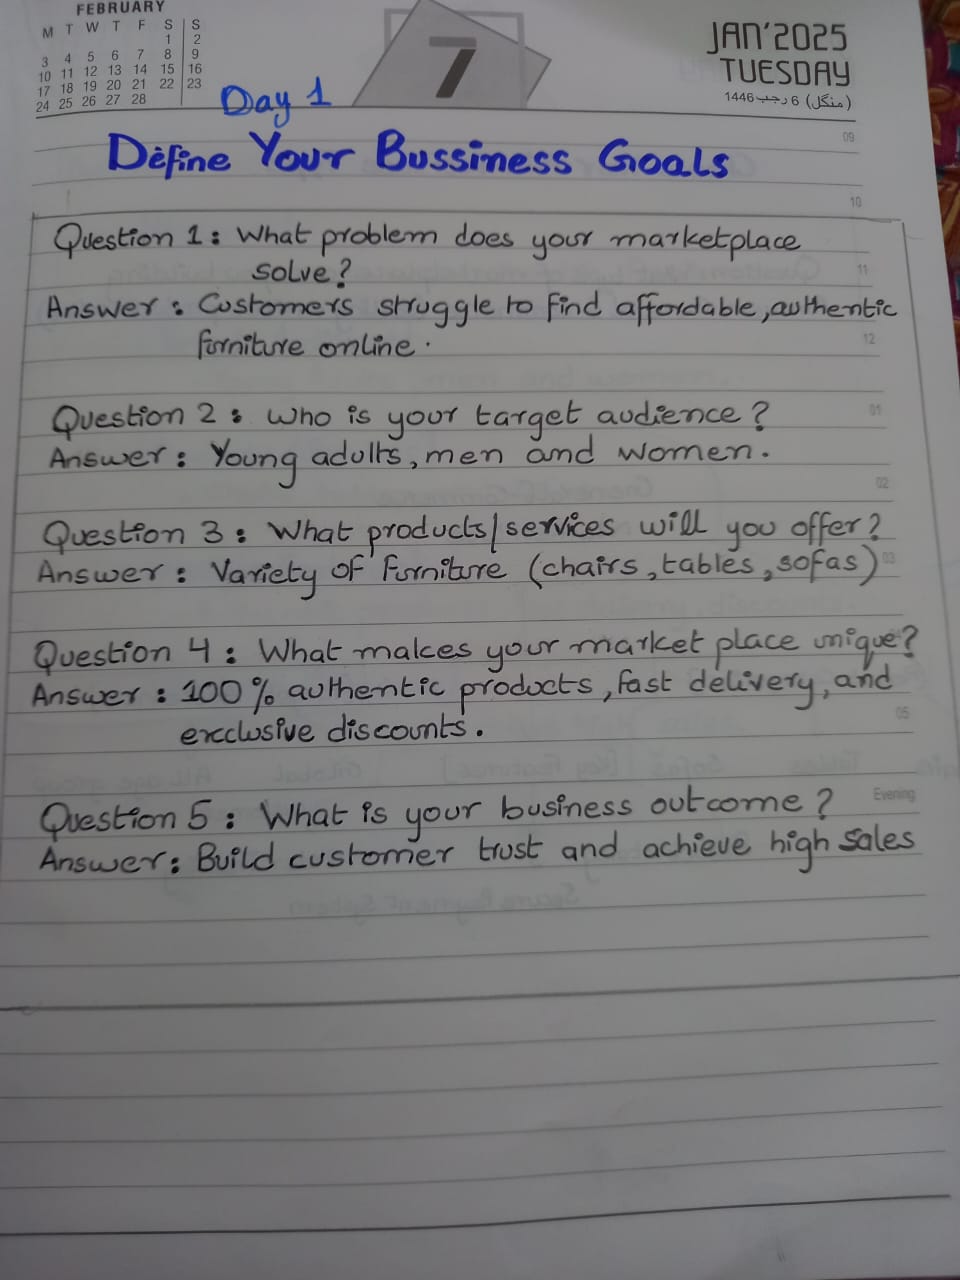 FEBRUARY
M T W T F S S
1 2
3 4 5 6 7 8 9
10 11 12 13 14 15 16
17 18 19 20 21 22 23
24 25 26 27 28
7
JAN'2025
TUESDAY
(منگل) 6 رجب 1446
Day 1
Define Your Bussiness Goals
09
10
Question 1: What problem does your marketplace
solve?
11
Answer: Customers struggle to find affordable, authentic
furniture online.
12
Question 2: Who is your target audience?
01
Answer: Young adults, men and women.
02
Question 3: What products/services will you offer?
Answer: Variety of furniture (chairs, tables, sofas)
03
Question 4: What makes your market place unique?
Answer: 100% authentic products, fast delivery, and
05
exclusive discounts.
Evening
Question 5: What is your business outcome?
Answer: Build customer trust and achieve high sales